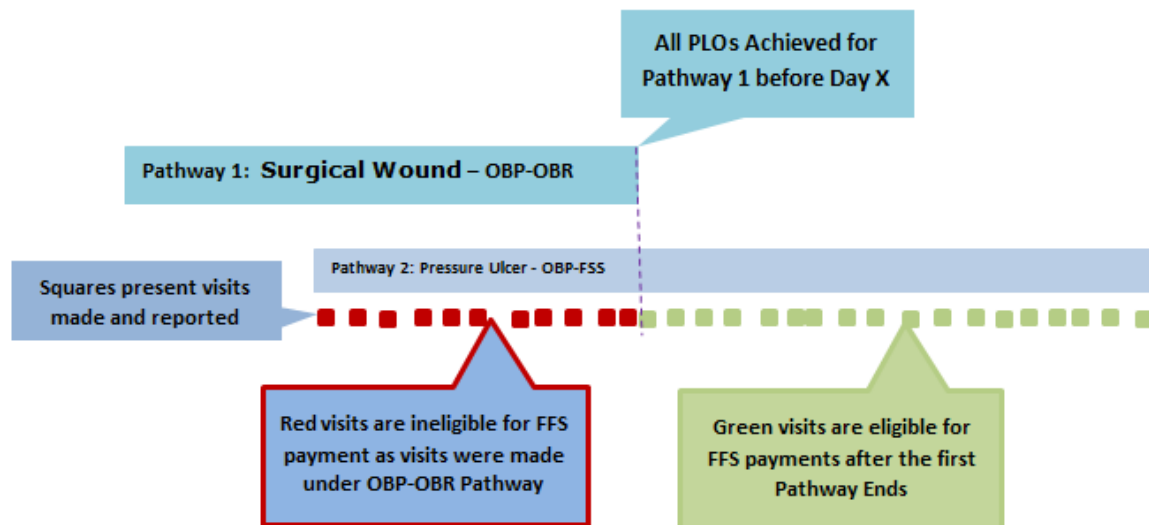 All PLOs Achieved for
Pathway 1 before Day X
Pathway 1: Surgical Wound – OBP-OBR
Pathway 2: Pressure Ulcer - OBP-FSS
Squares present visits
made and reported
Red visits are ineligible for FFS
payment as visits were made
under OBP-OBR Pathway
Green visits are eligible for
FFS payments after the first
Pathway Ends